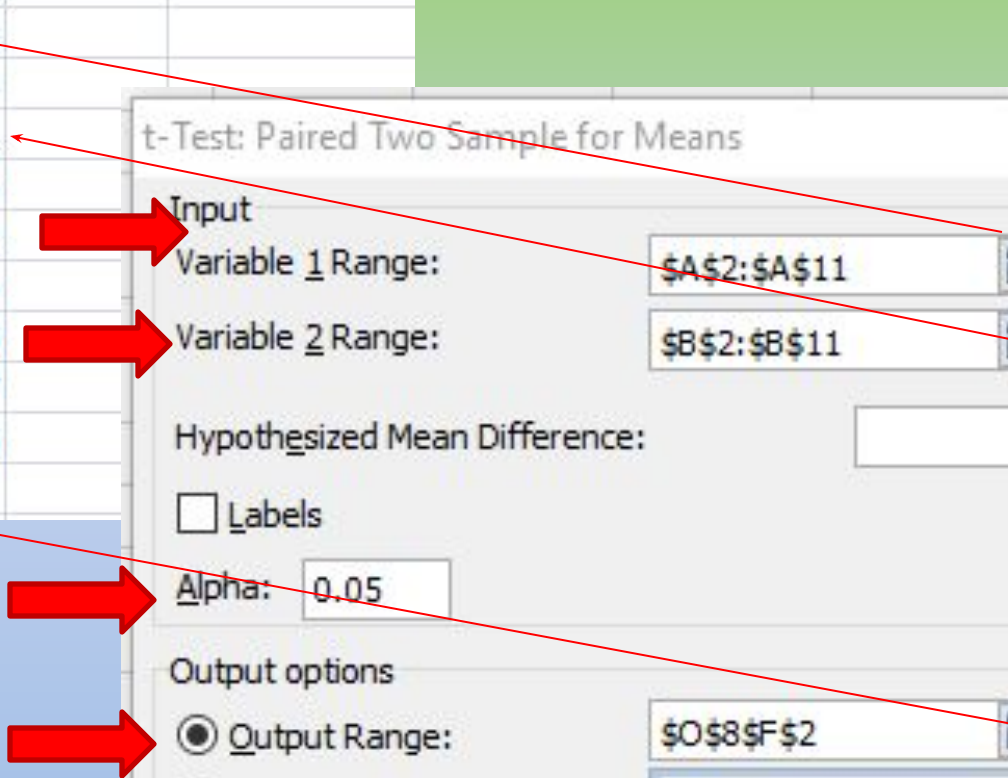 t-Test: Paired Two Sample for Means
Input
Variable 1 Range: $A$2:$A$11
Variable 2 Range: $B$2:$B$11
Hypothesized Mean Difference:
Labels
Alpha: 0.05
Output options
Output Range: $O$8$F$2